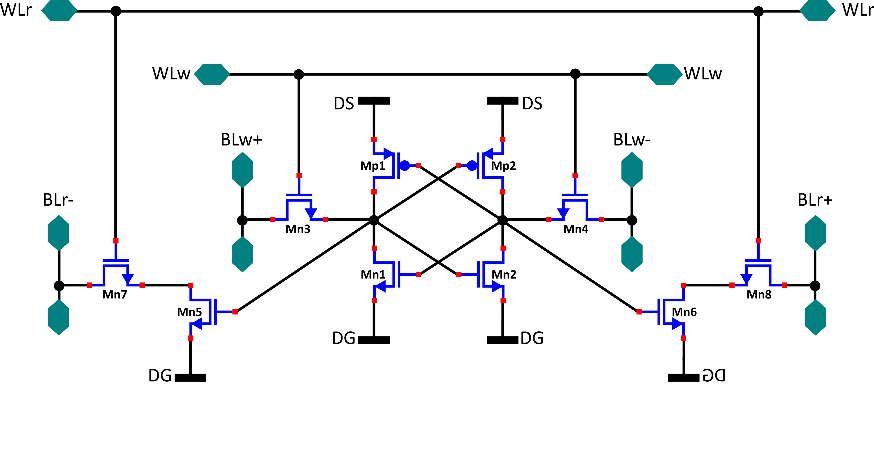 WLr WLr
WLw WLw
DS DS
BLw+ BLw-
Mp1 Mp2
BLr- BLr+
Mn3 Mn4
Mn1 Mn2
Mn7 Mn8
Mn5 Mn6
DG DG
DG DG